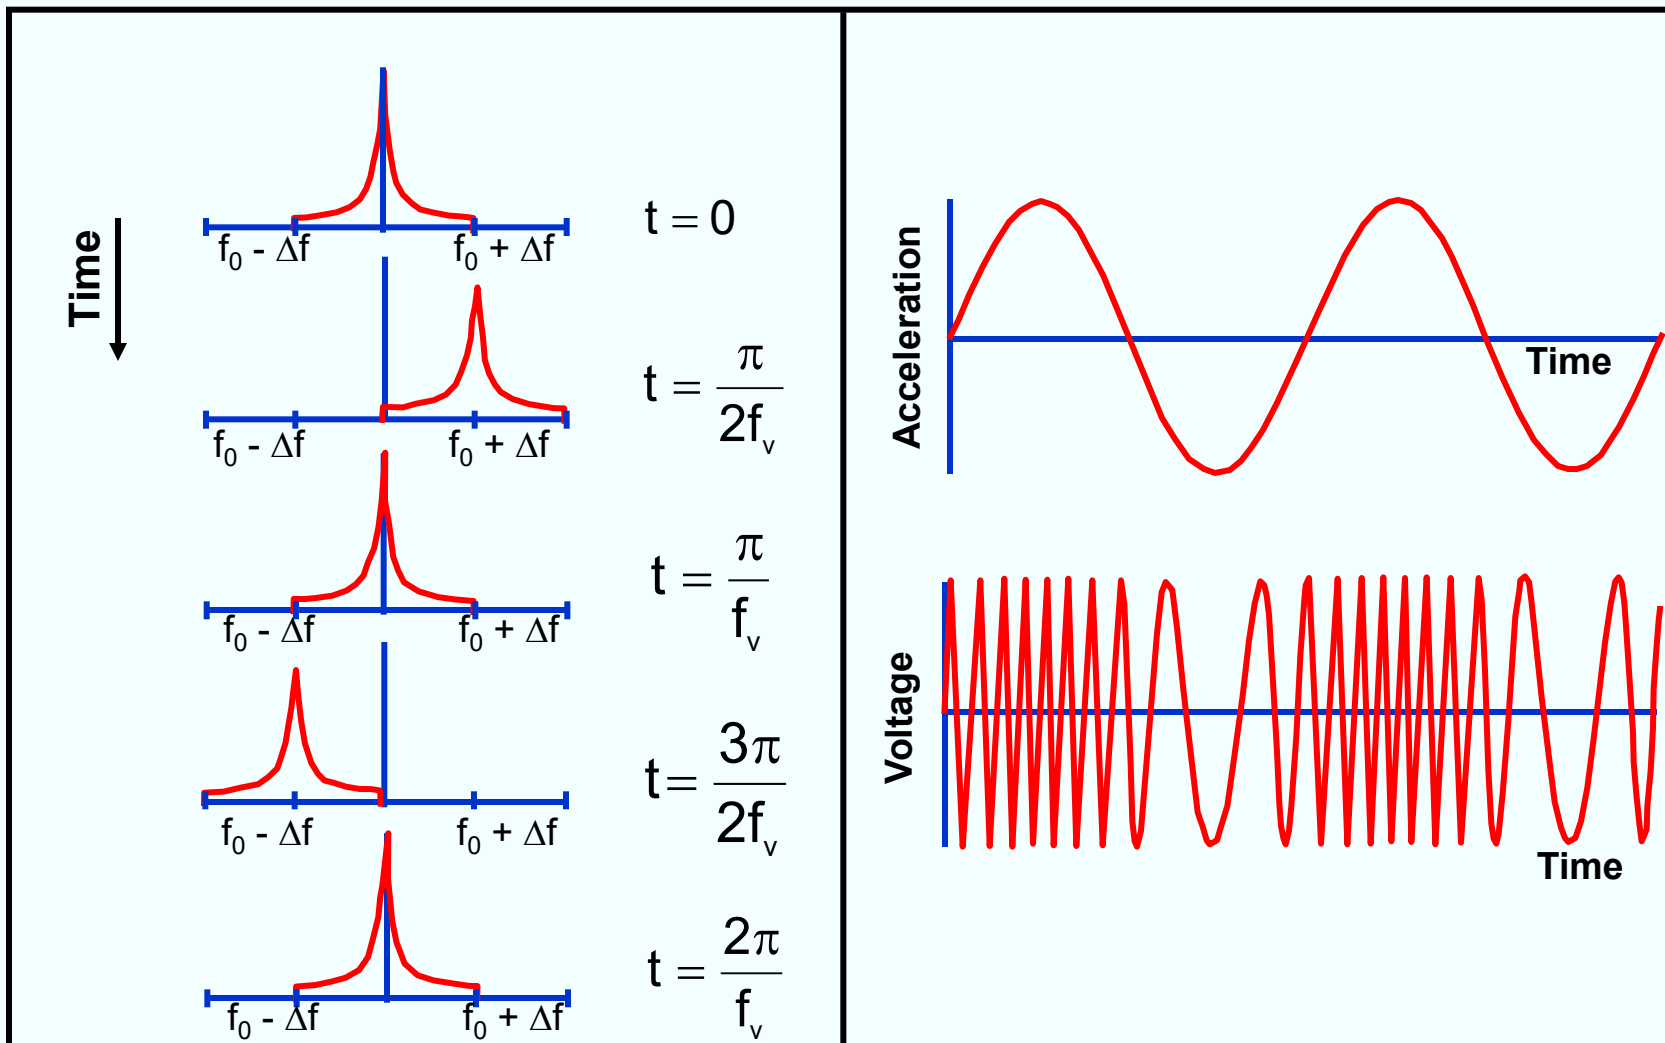 Time
f₀ - Δf f₀ + Δf
t = 0
f₀ - Δf f₀ + Δf
t = π/2fᵥ
f₀ - Δf f₀ + Δf
t = π/fᵥ
f₀ - Δf f₀ + Δf
t = 3π/2fᵥ
f₀ - Δf f₀ + Δf
t = 2π/fᵥ
Acceleration
Time
Voltage
Time